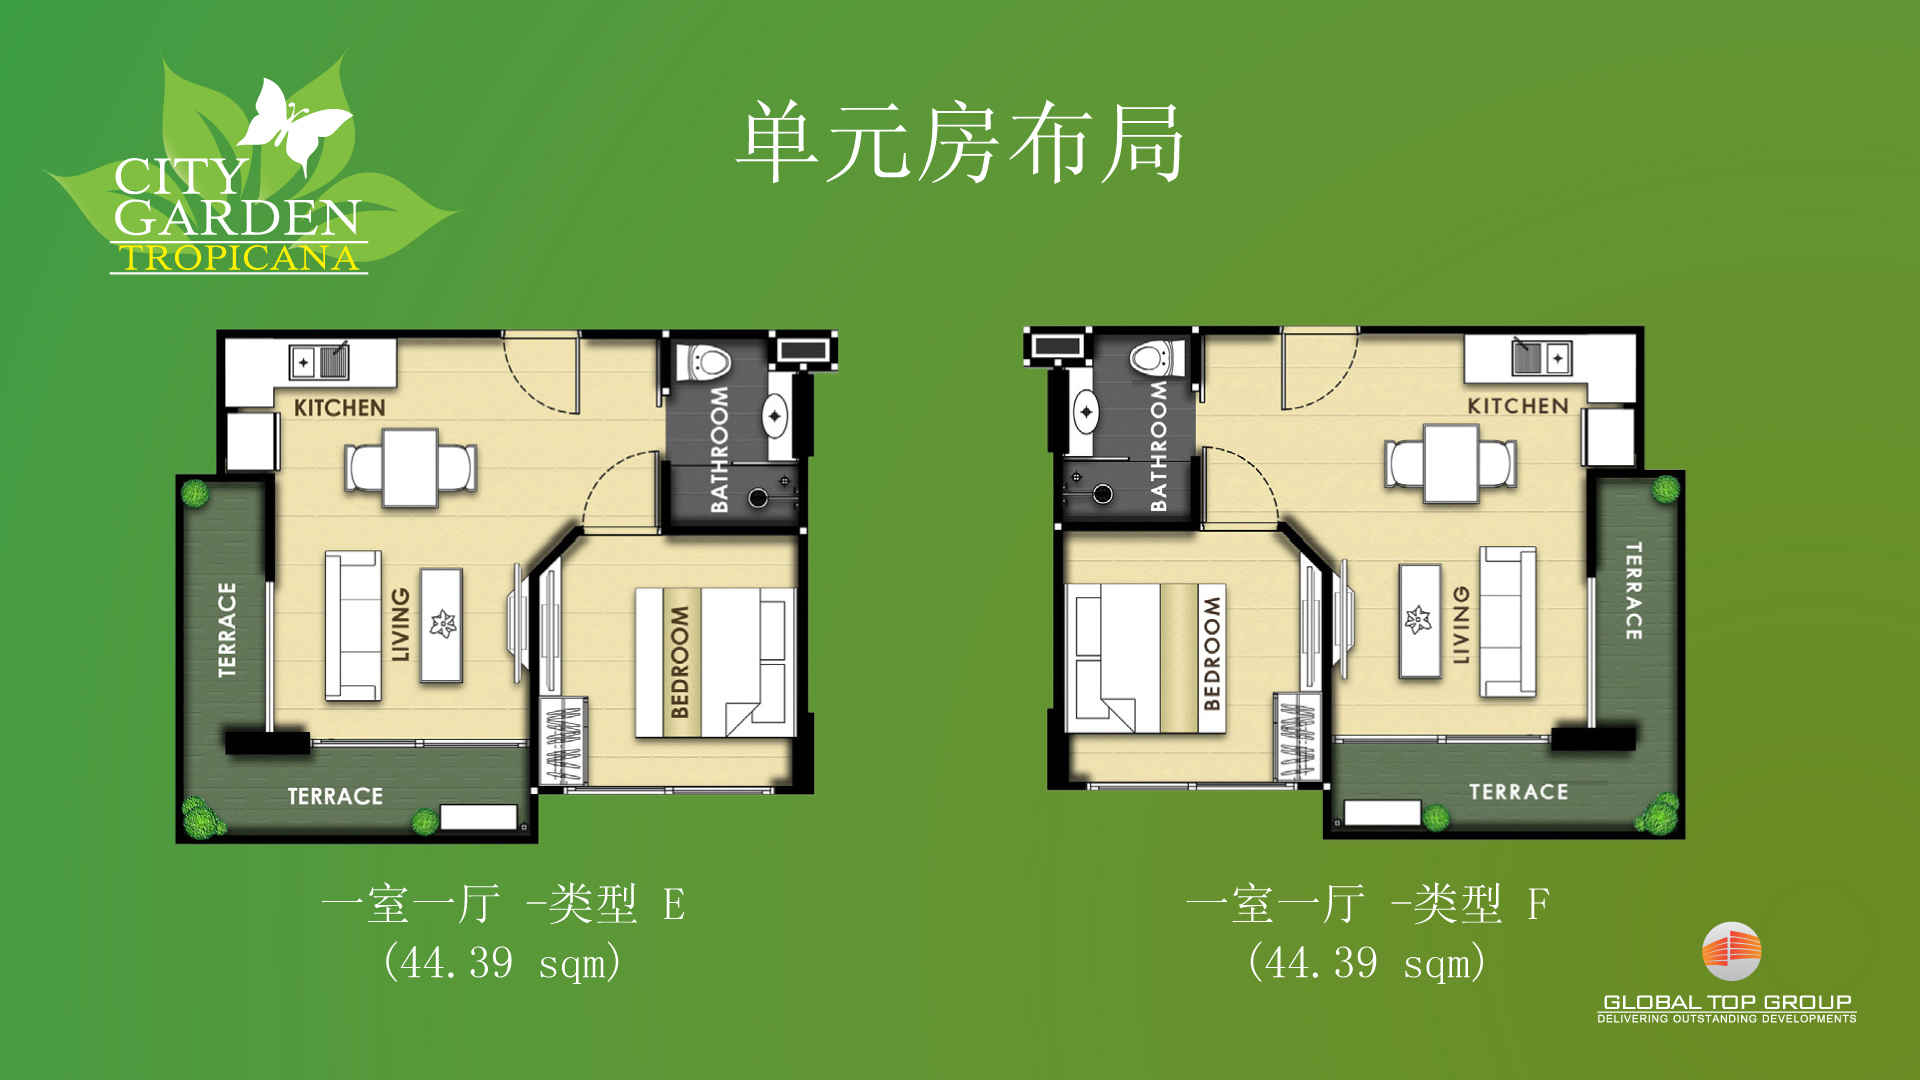 CITY
GARDEN
TROPICANA
单元房布局
KITCHEN
BATHROOM
TERRACE
LIVING
BEDROOM
TERRACE
KITCHEN
BATHROOM
TERRACE
LIVING
BEDROOM
TERRACE
一室一厅 -类型 E
(44.39 sqm)
一室一厅 -类型 F
(44.39 sqm)
GLOBAL TOP GROUP
DELIVERING OUTSTANDING DEVELOPMENTS